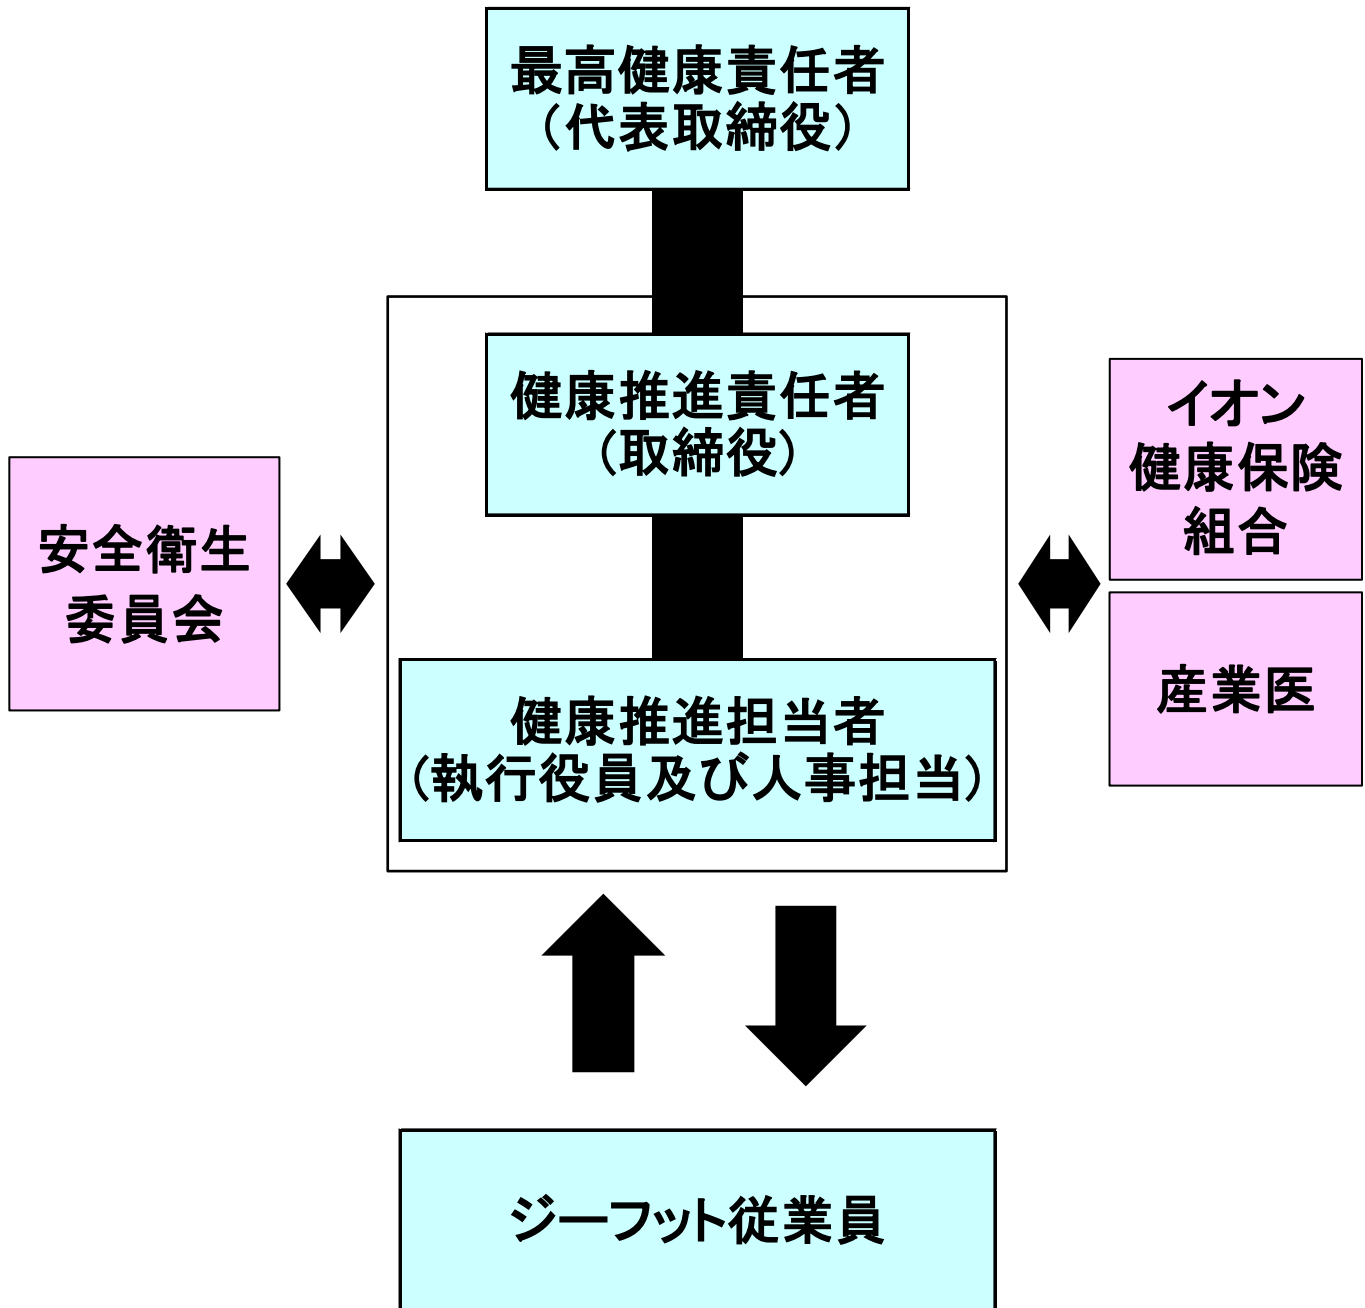 最高健康責任者
（代表取締役）
健康推進責任者
（取締役）
安全衛生
委員会
イオン
健康保険
組合
産業医
健康推進担当者
（執行役員及び人事担当）
ジーフット従業員